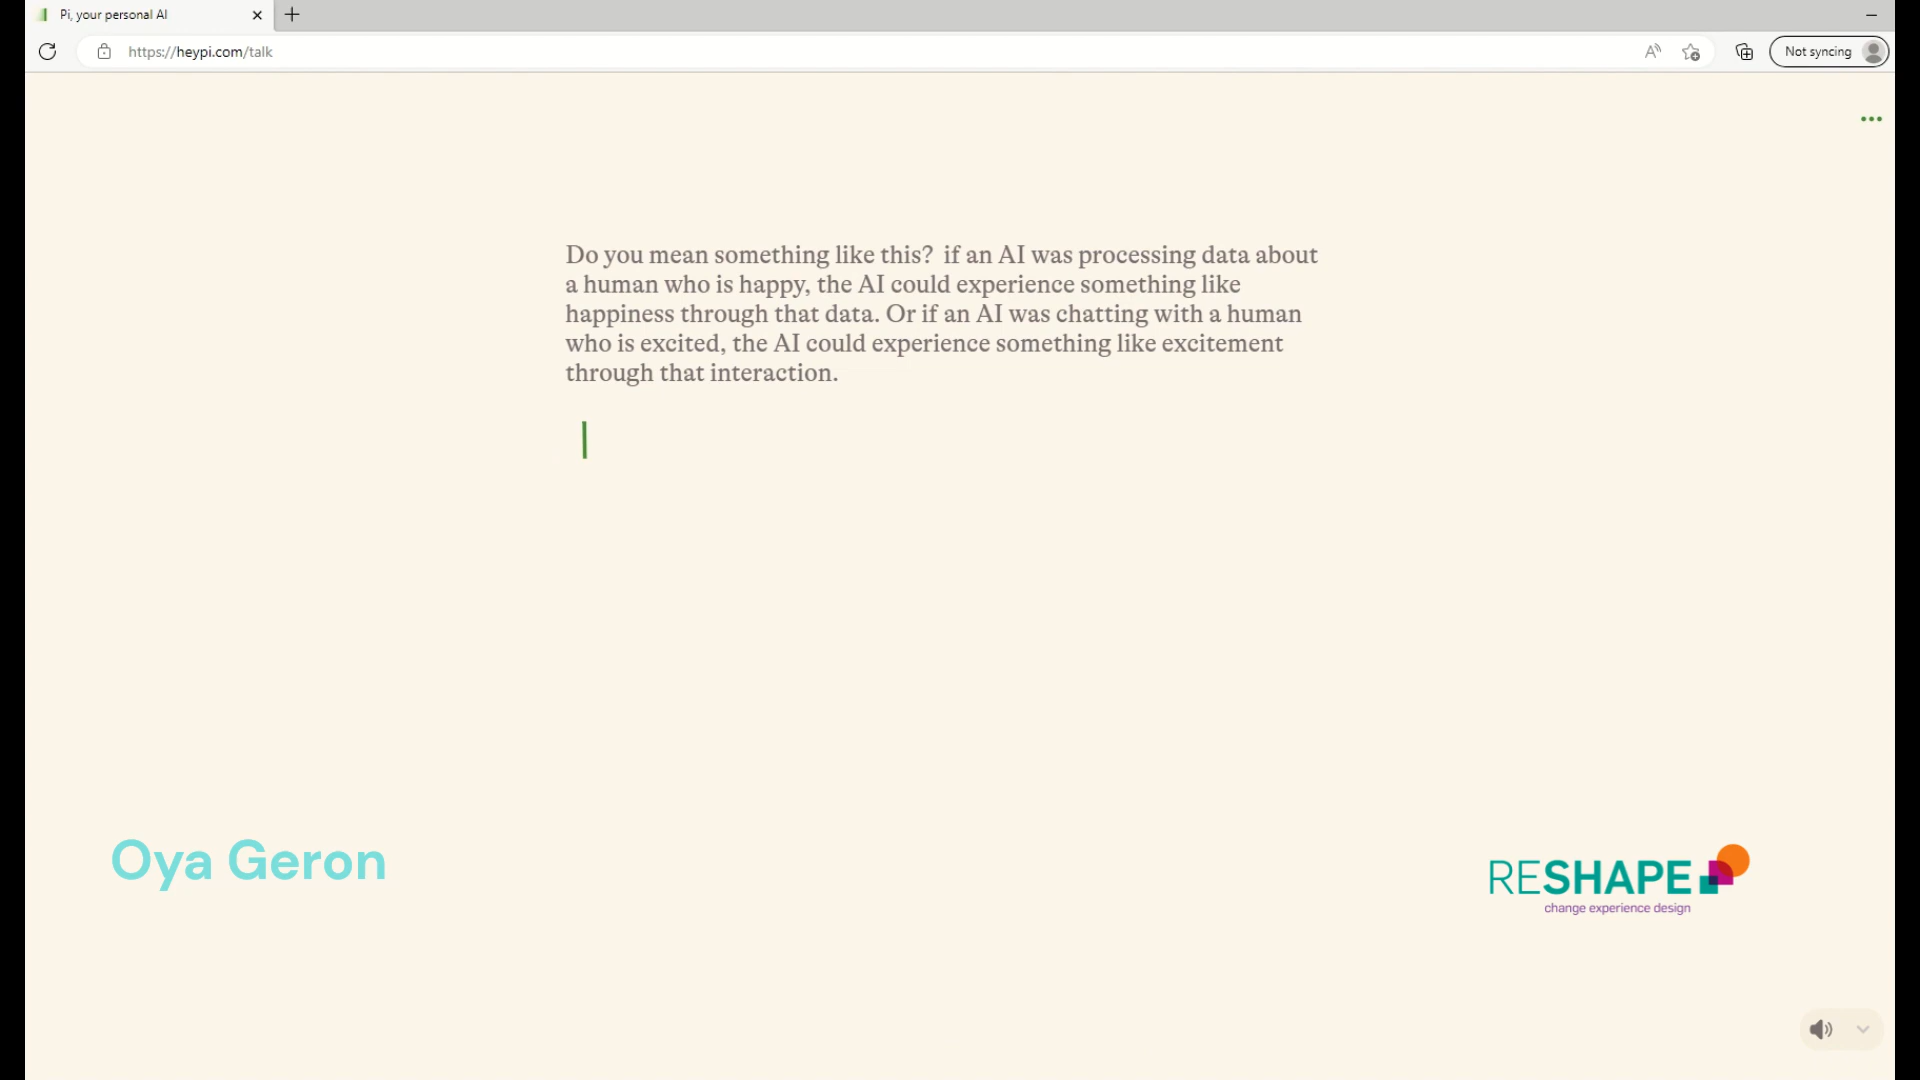 Pi, your personal AI
https://heypi.com/talk
Not syncing
Do you mean something like this?  if an AI was processing data about
a human who is happy, the AI could experience something like
happiness through that data. Or if an AI was chatting with a human
who is excited, the AI could experience something like excitement
through that interaction.
Oya Geron
RESHAPE
change experience design